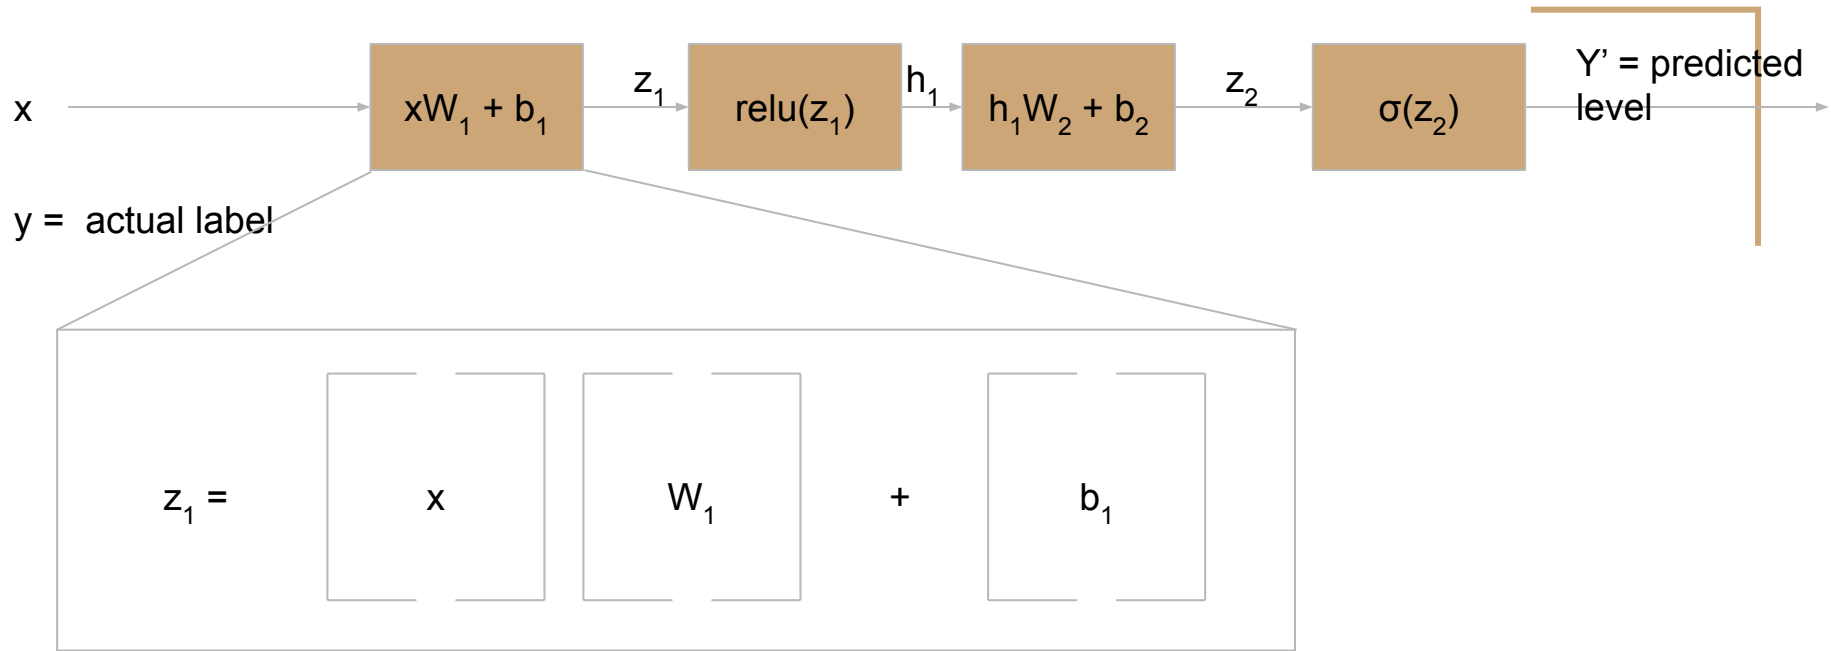 x
xW₁ + b₁
z₁
relu(z₁)
h₁
h₁W₂ + b₂
z₂
σ(z₂)
Y’ = predicted
level
y = actual label
z₁ =
x
W₁
+
b₁